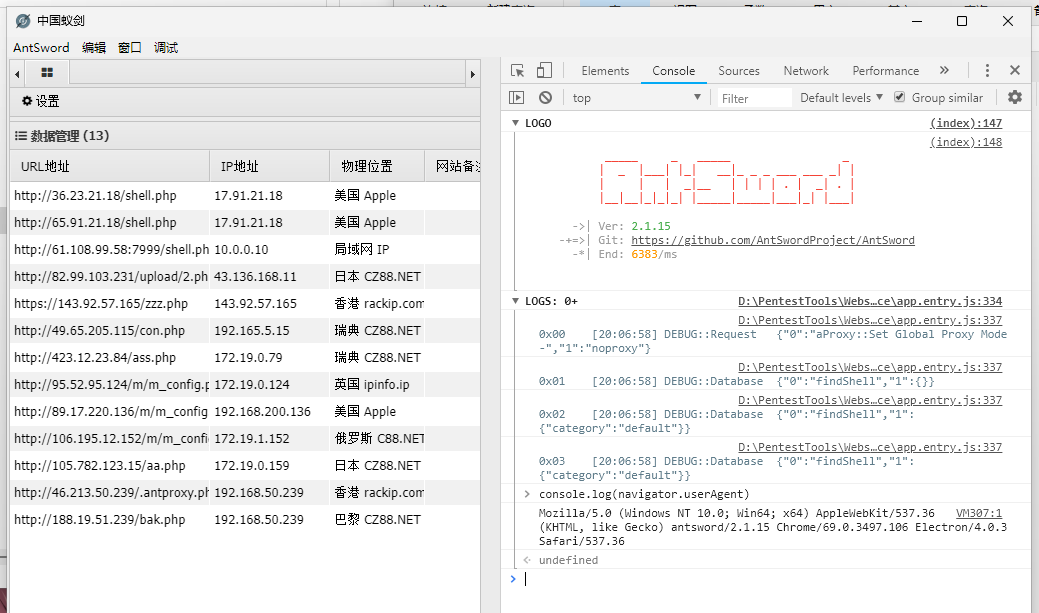 中国蚁剑
AntSword 编辑 窗口 调试
设置
数据管理 (13)
URL地址 IP地址 物理位置 网站备
http://36.23.21.18/shell.php 17.91.21.18 美国 Apple
http://65.91.21.18/shell.php 17.91.21.18 美国 Apple
http://61.108.99.58:7999/shell.ph 10.0.0.10 局域网 IP
http://82.99.103.231/upload/2.ph 43.136.168.11 日本 CZ88.NET
https://143.92.57.165/zzz.php 143.92.57.165 香港 rackip.com
http://49.65.205.115/con.php 192.165.5.15 瑞典 CZ88.NET
http://423.12.23.84/ass.php 172.19.0.79 瑞典 CZ88.NET
http://95.52.95.124/m/m_config.p 172.19.0.124 英国 ipinfo.ip
http://89.17.220.136/m/m_config 192.168.200.136 美国 Apple
http://106.195.12.152/m/m_confi 172.19.1.152 俄罗斯 C88.NET
http://105.782.123.15/aa.php 172.19.0.159 日本 CZ88.NET
http://46.213.50.239/.antproxy.ph 192.168.50.239 香港 rackip.com
http://188.19.51.239/bak.php 192.168.50.239 巴黎 CZ88.NET
Elements Console Sources Network Performance »
top Filter Default levels Group similar
LOGO (index):147
(index):148
AntSword
->| Ver: 2.1.15
-+=>| Git: https://github.com/AntSwordProject/AntSword
-*| End: 6383/ms
LOGS: 0+ D:\PentestTools\Webs…ce\app.entry.js:334
D:\PentestTools\Webs…ce\app.entry.js:337
0x00 [20:06:58] DEBUG::Request {"0":"aProxy::Set Global Proxy Mode
-","1":"noproxy"}
D:\PentestTools\Webs…ce\app.entry.js:337
0x01 [20:06:58] DEBUG::Database {"0":"findShell","1":{}}
D:\PentestTools\Webs…ce\app.entry.js:337
0x02 [20:06:58] DEBUG::Database {"0":"findShell","1":
{"category":"default"}}
D:\PentestTools\Webs…ce\app.entry.js:337
0x03 [20:06:58] DEBUG::Database {"0":"findShell","1":
{"category":"default"}}
> console.log(navigator.userAgent)
Mozilla/5.0 (Windows NT 10.0; Win64; x64) AppleWebKit/537.36 VM307:1
(KHTML, like Gecko) antsword/2.1.15 Chrome/69.0.3497.106 Electron/4.0.3
Safari/537.36
undefined
>